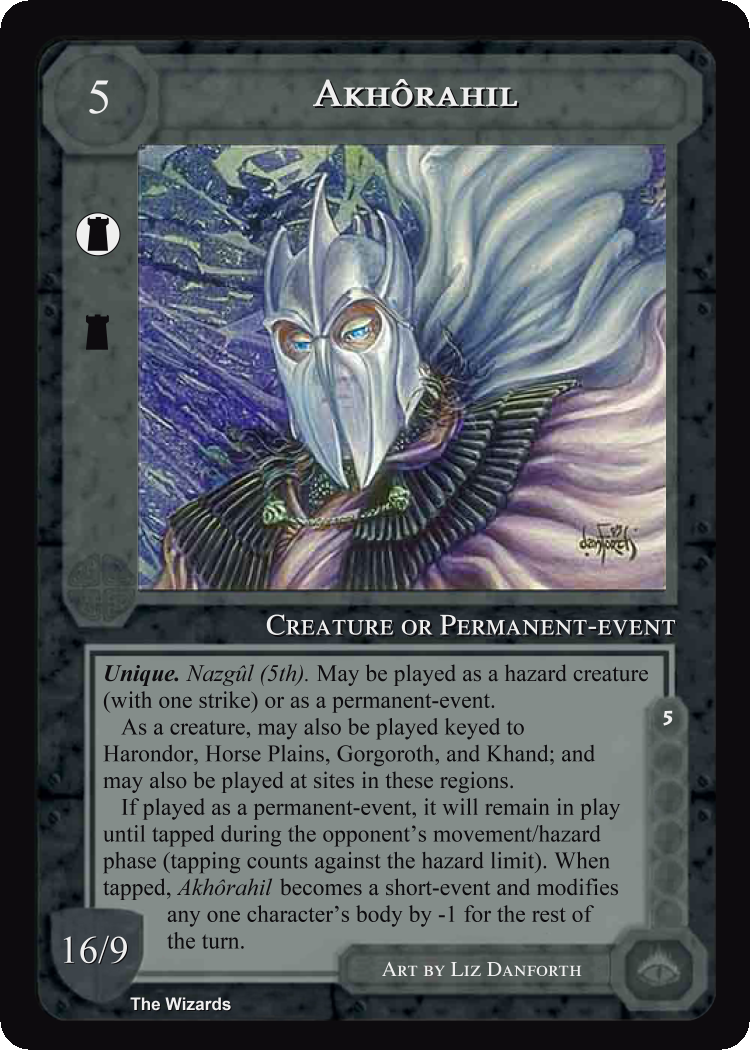 5
AKHÔRAHIL
danforth
CREATURE OR PERMANENT-EVENT
Unique. Nazgûl (5th). May be played as a hazard creature
(with one strike) or as a permanent-event.
As a creature, may also be played keyed to
Harondor, Horse Plains, Gorgoroth, and Khand; and
may also be played at sites in these regions.
If played as a permanent-event, it will remain in play
until tapped during the opponent's movement/hazard
phase (tapping counts against the hazard limit). When
tapped, Akhôrahil becomes a short-event and modifies
any one character's body by -1 for the rest of
the turn.
5
16/9
ART BY LIZ DANFORTH
The Wizards